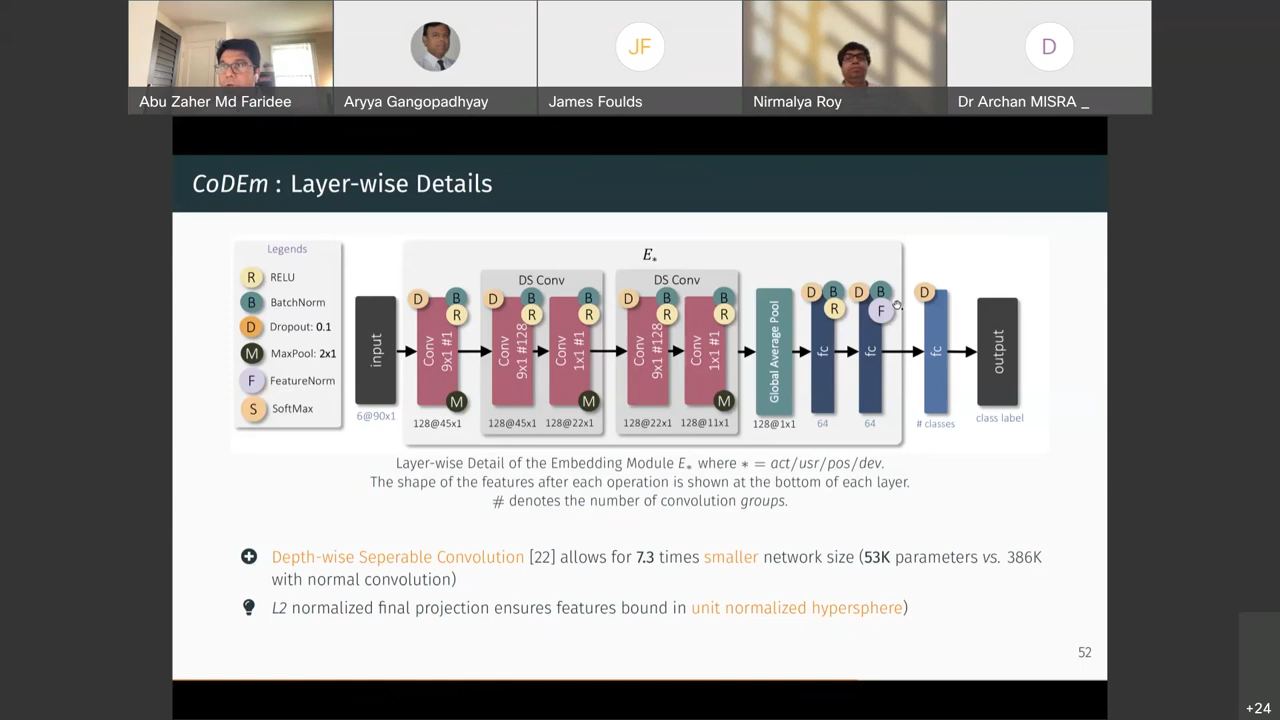 JF
D
Abu Zaher Md Faridee
Aryya Gangopadhyay
James Foulds
Nirmalya Roy
Dr Archan MISRA _
CoDEm : Layer-wise Details
Legends
R RELU
B BatchNorm
D Dropout: 0.1
M MaxPool: 2x1
F FeatureNorm
S SoftMax
input
6@90x1
E*
D
B
R
Conv
9x1 #1
M
128@45x1
DS Conv
D
B
R
Conv
9x1 #128
128@45x1
B
R
Conv
1x1 #1
M
128@22x1
DS Conv
D
B
R
Conv
9x1 #128
128@22x1
B
R
Conv
1x1 #1
M
128@11x1
Global Average Pool
128@1x1
D
B
R
fc
64
D
B
F
fc
64
D
fc
# classes
output
class label
Layer-wise Detail of the Embedding Module E* where * = act/usr/pos/dev.
The shape of the features after each operation is shown at the bottom of each layer.
# denotes the number of convolution groups.
Depth-wise Seperable Convolution [22] allows for 7.3 times smaller network size (53K parameters vs. 386K
with normal convolution)
L2 normalized final projection ensures features bound in unit normalized hypersphere)
52
+24